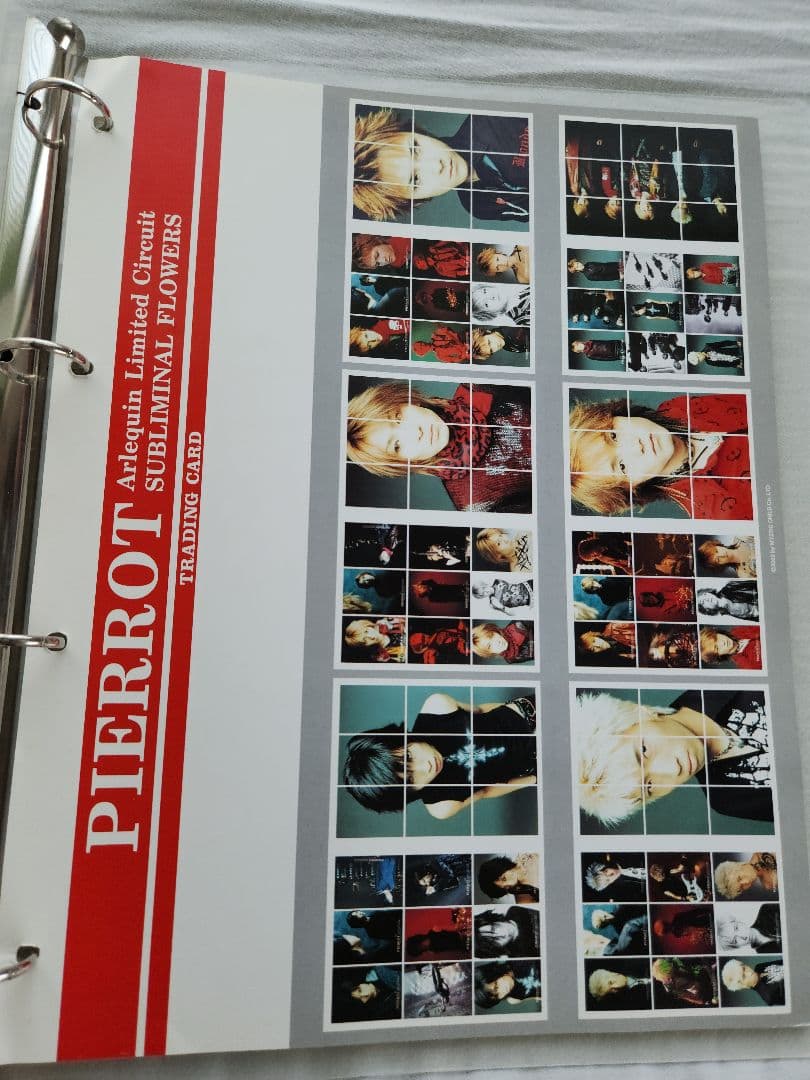 PIERROT
Arlequin Limited Circuit
SUBLIMINAL FLOWERS
TRADING CARD